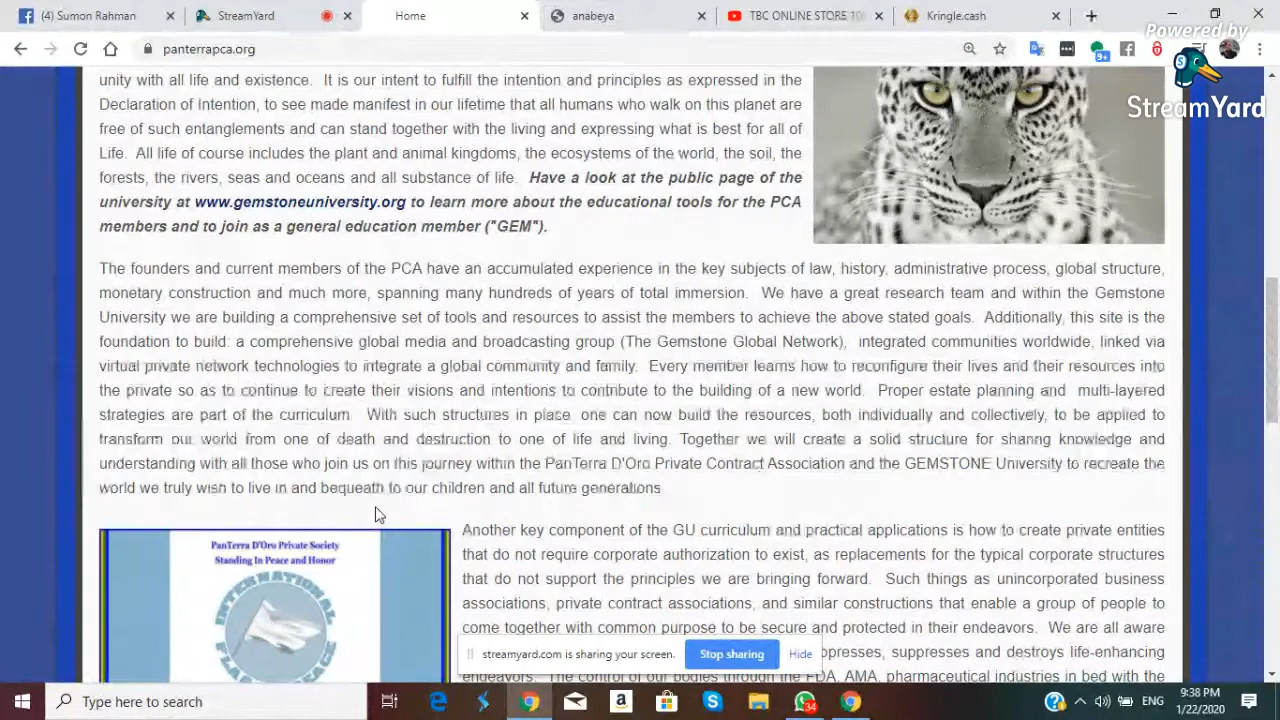 (4) Sumon Rahman
StreamYard
Home
anabeya
TBC ONLINE STORE 10
Kringle.cash
panterrapca.org
9+
Powered by
StreamYard
unity with all life and existence. It is our intent to fulfill the intention and principles as expressed in the
Declaration of Intention, to see made manifest in our lifetime that all humans who walk on this planet are
free of such entanglements and can stand together with the living and expressing what is best for all of
Life. All life of course includes the plant and animal kingdoms, the ecosystems of the world, the soil, the
forests, the rivers, seas and oceans and all substance of life. Have a look at the public page of the
university at www.gemstoneuniversity.org to learn more about the educational tools for the PCA
members and to join as a general education member ("GEM").
The founders and current members of the PCA have an accumulated experience in the key subjects of law, history, administrative process, global structure,
monetary construction and much more, spanning many hundreds of years of total immersion. We have a great research team and within the Gemstone
University we are building a comprehensive set of tools and resources to assist the members to achieve the above stated goals. Additionally, this site is the
foundation to build: a comprehensive global media and broadcasting group (The Gemstone Global Network), integrated communities worldwide, linked via
virtual private network technologies to integrate a global community and family. Every member learns how to reconfigure their lives and their resources into
the private so as to continue to create their visions and intentions to contribute to the building of a new world. Proper estate planning and multi-layered
strategies are part of the curriculum. With such structures in place, one can now build the resources, both individually and collectively, to be applied to
transform our world from one of death and destruction to one of life and living. Together we will create a solid structure for sharing knowledge and
understanding with all those who join us on this journey within the PanTerra D'Oro Private Contract Association and the GEMSTONE University to recreate the
world we truly wish to live in and bequeath to our children and all future generations
PanTerra D'Oro Private Society
Standing In Peace and Honor
Another key component of the GU curriculum and practical applications is how to create private entities
that do not require corporate authorization to exist, as replacements for the typical corporate structures
that do not support the principles we are bringing forward. Such things as unincorporated business
associations, private contract associations, and similar constructions that enable a group of people to
come together with common purpose to be secure and protected in their endeavors. We are all aware
oppresses, suppresses and destroys life-enhancing
endeavors. The control of our bodies through the FDA, AMA, pharmaceutical industries in bed with the
streamyard.com is sharing your screen.
Stop sharing
Hide
Type here to search
34
ENG
9:38 PM
1/22/2020